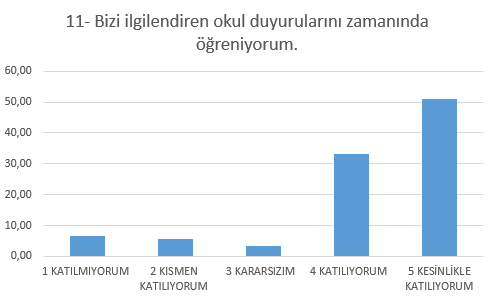 11- Bizi ilgilendiren okul duyurularını zamanında
öğreniyorum.
60,00
50,00
40,00
30,00
20,00
10,00
0,00
1 KATILMIYORUM
2 KISMEN
KATILIYORUM
3 KARARSIZIM
4 KATILIYORUM
5 KESİNLİKLE
KATILIYORUM